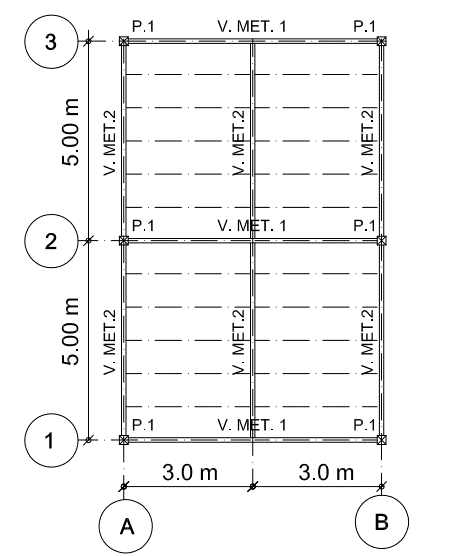 P.1 V. MET. 1 P.1
3
5.00 m
V. MET.2 V. MET.2 V. MET.2
P.1 V. MET. 1 P.1
2
5.00 m
V. MET.2 V. MET.2 V. MET.2
P.1 V. MET. 1 P.1
1
3.0 m 3.0 m
A B